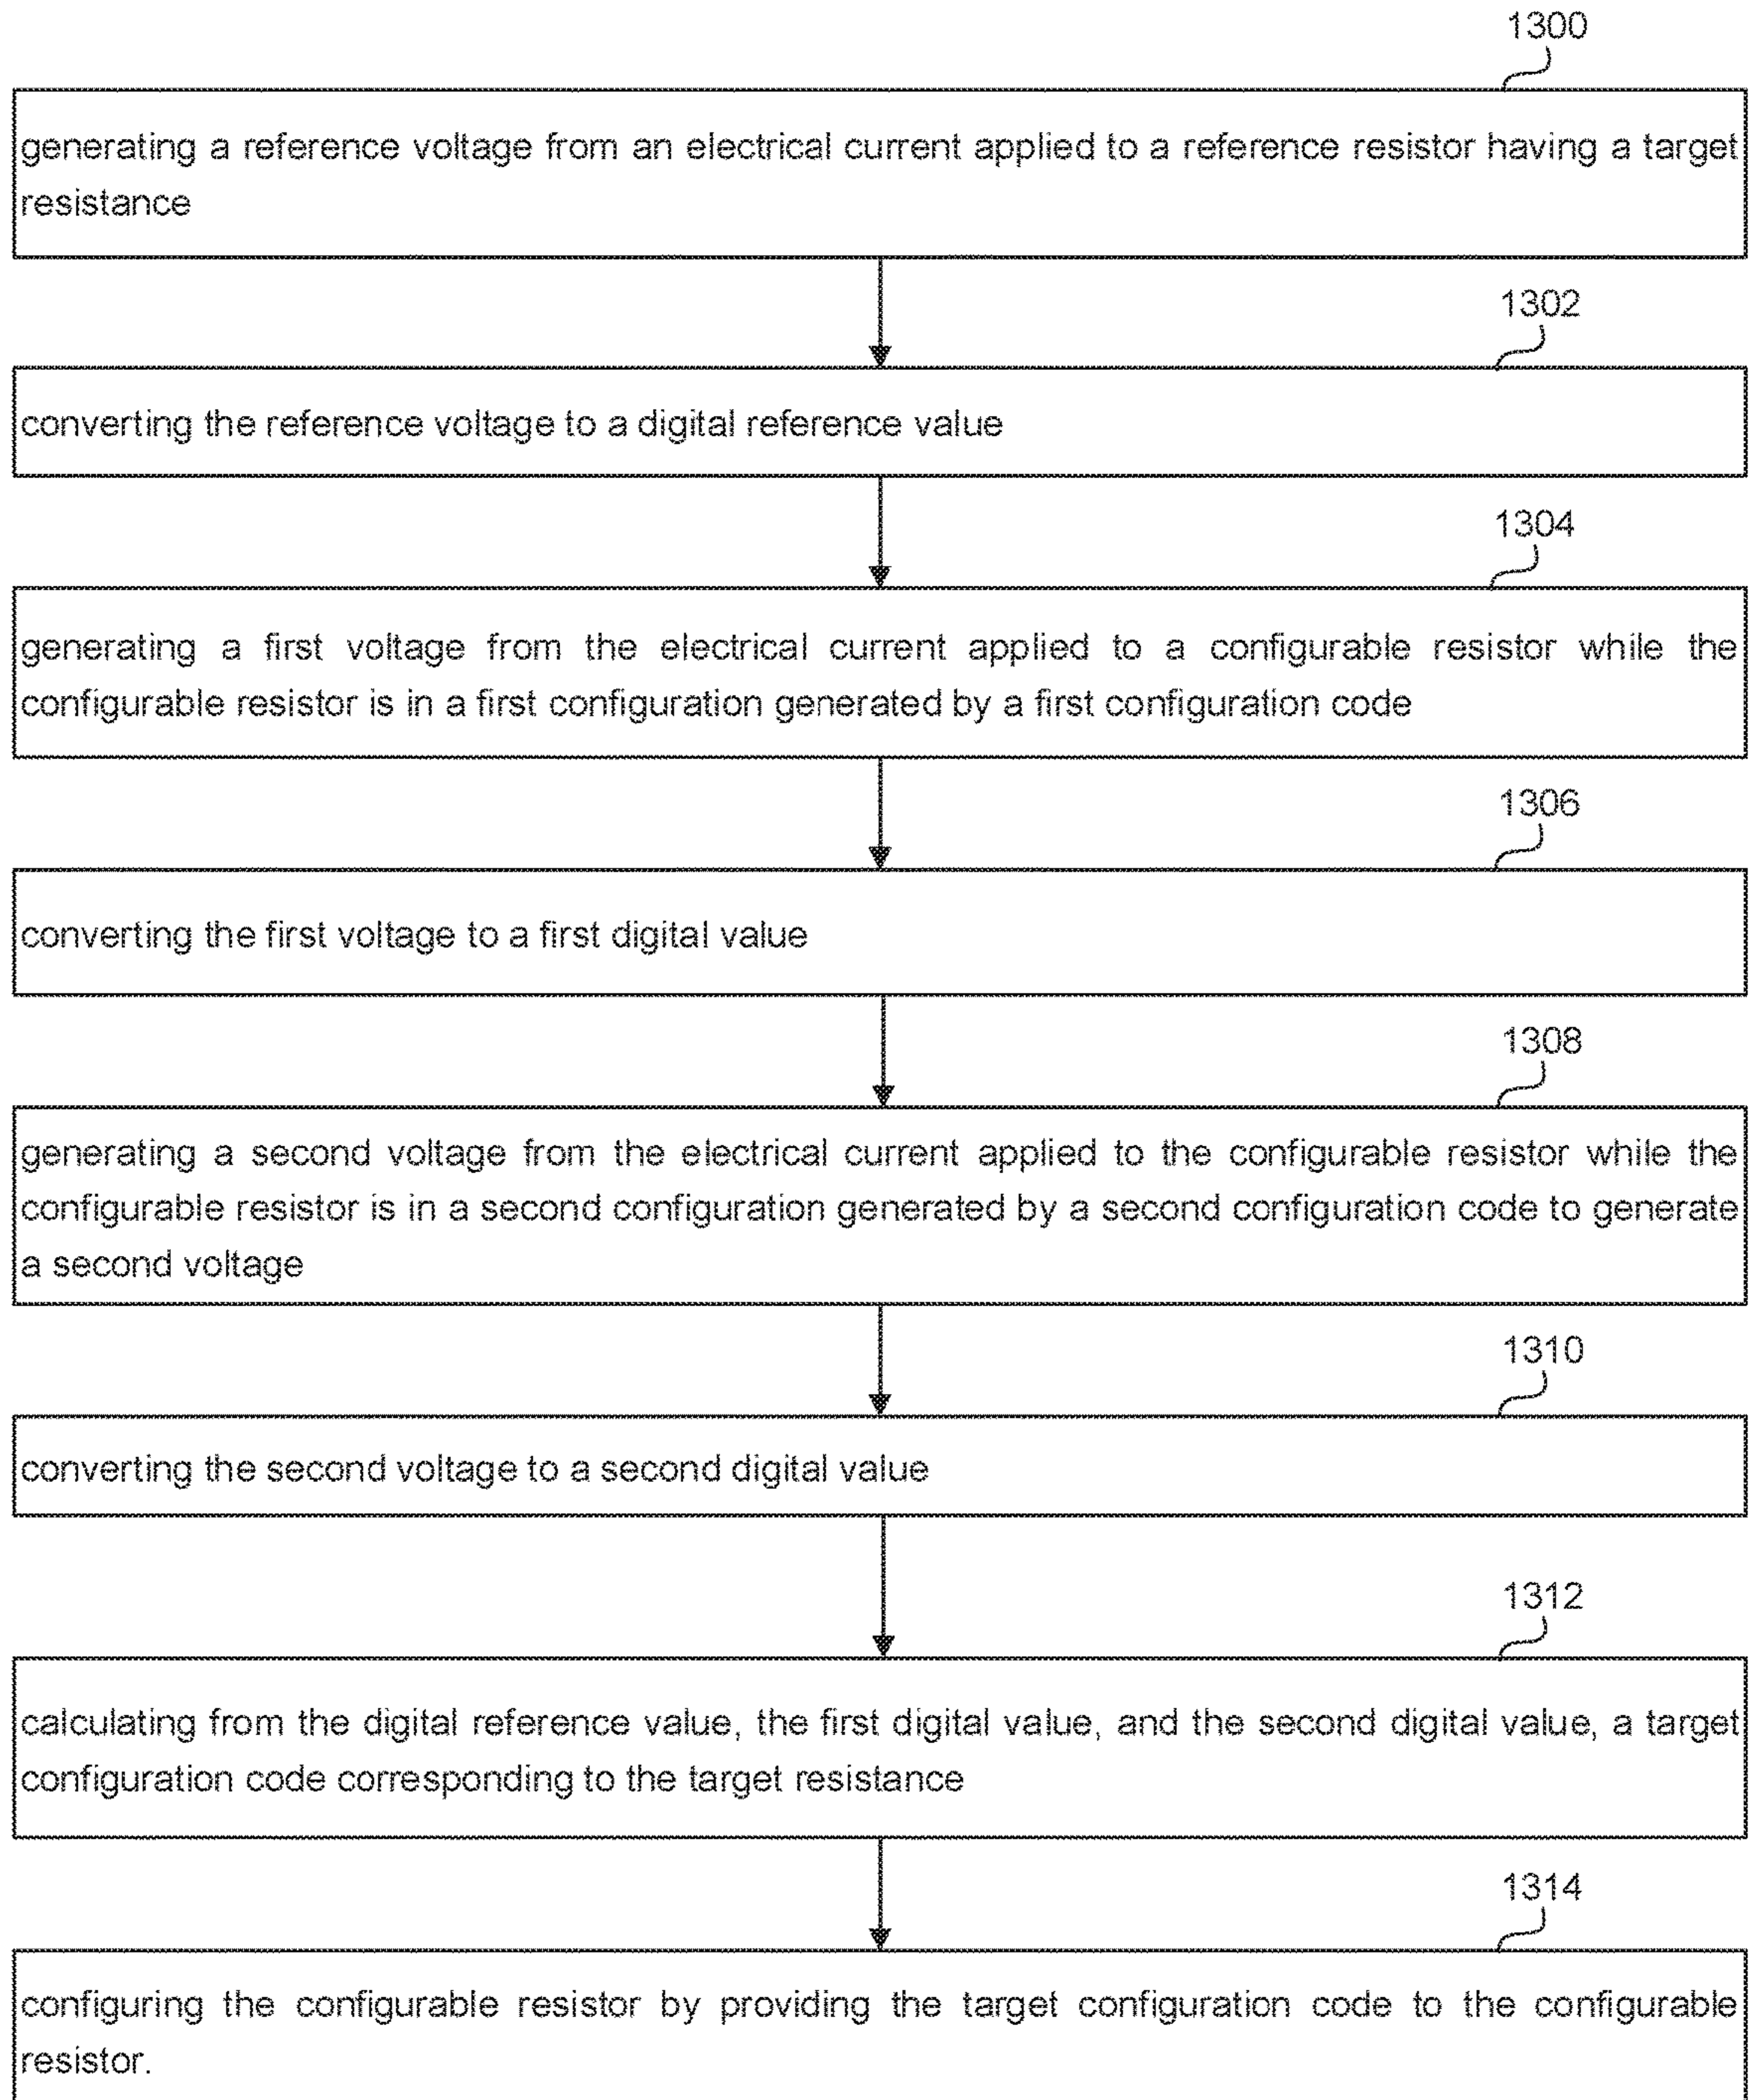 1300
generating a reference voltage from an electrical current applied to a reference resistor having a target
resistance
1302
converting the reference voltage to a digital reference value
1304
generating a first voltage from the electrical current applied to a configurable resistor while the
configurable resistor is in a first configuration generated by a first configuration code
1306
converting the first voltage to a first digital value
1308
generating a second voltage from the electrical current applied to the configurable resistor while the
configurable resistor is in a second configuration generated by a second configuration code to generate
a second voltage
1310
converting the second voltage to a second digital value
1312
calculating from the digital reference value, the first digital value, and the second digital value, a target
configuration code corresponding to the target resistance
1314
configuring the configurable resistor by providing the target configuration code to the configurable
resistor.